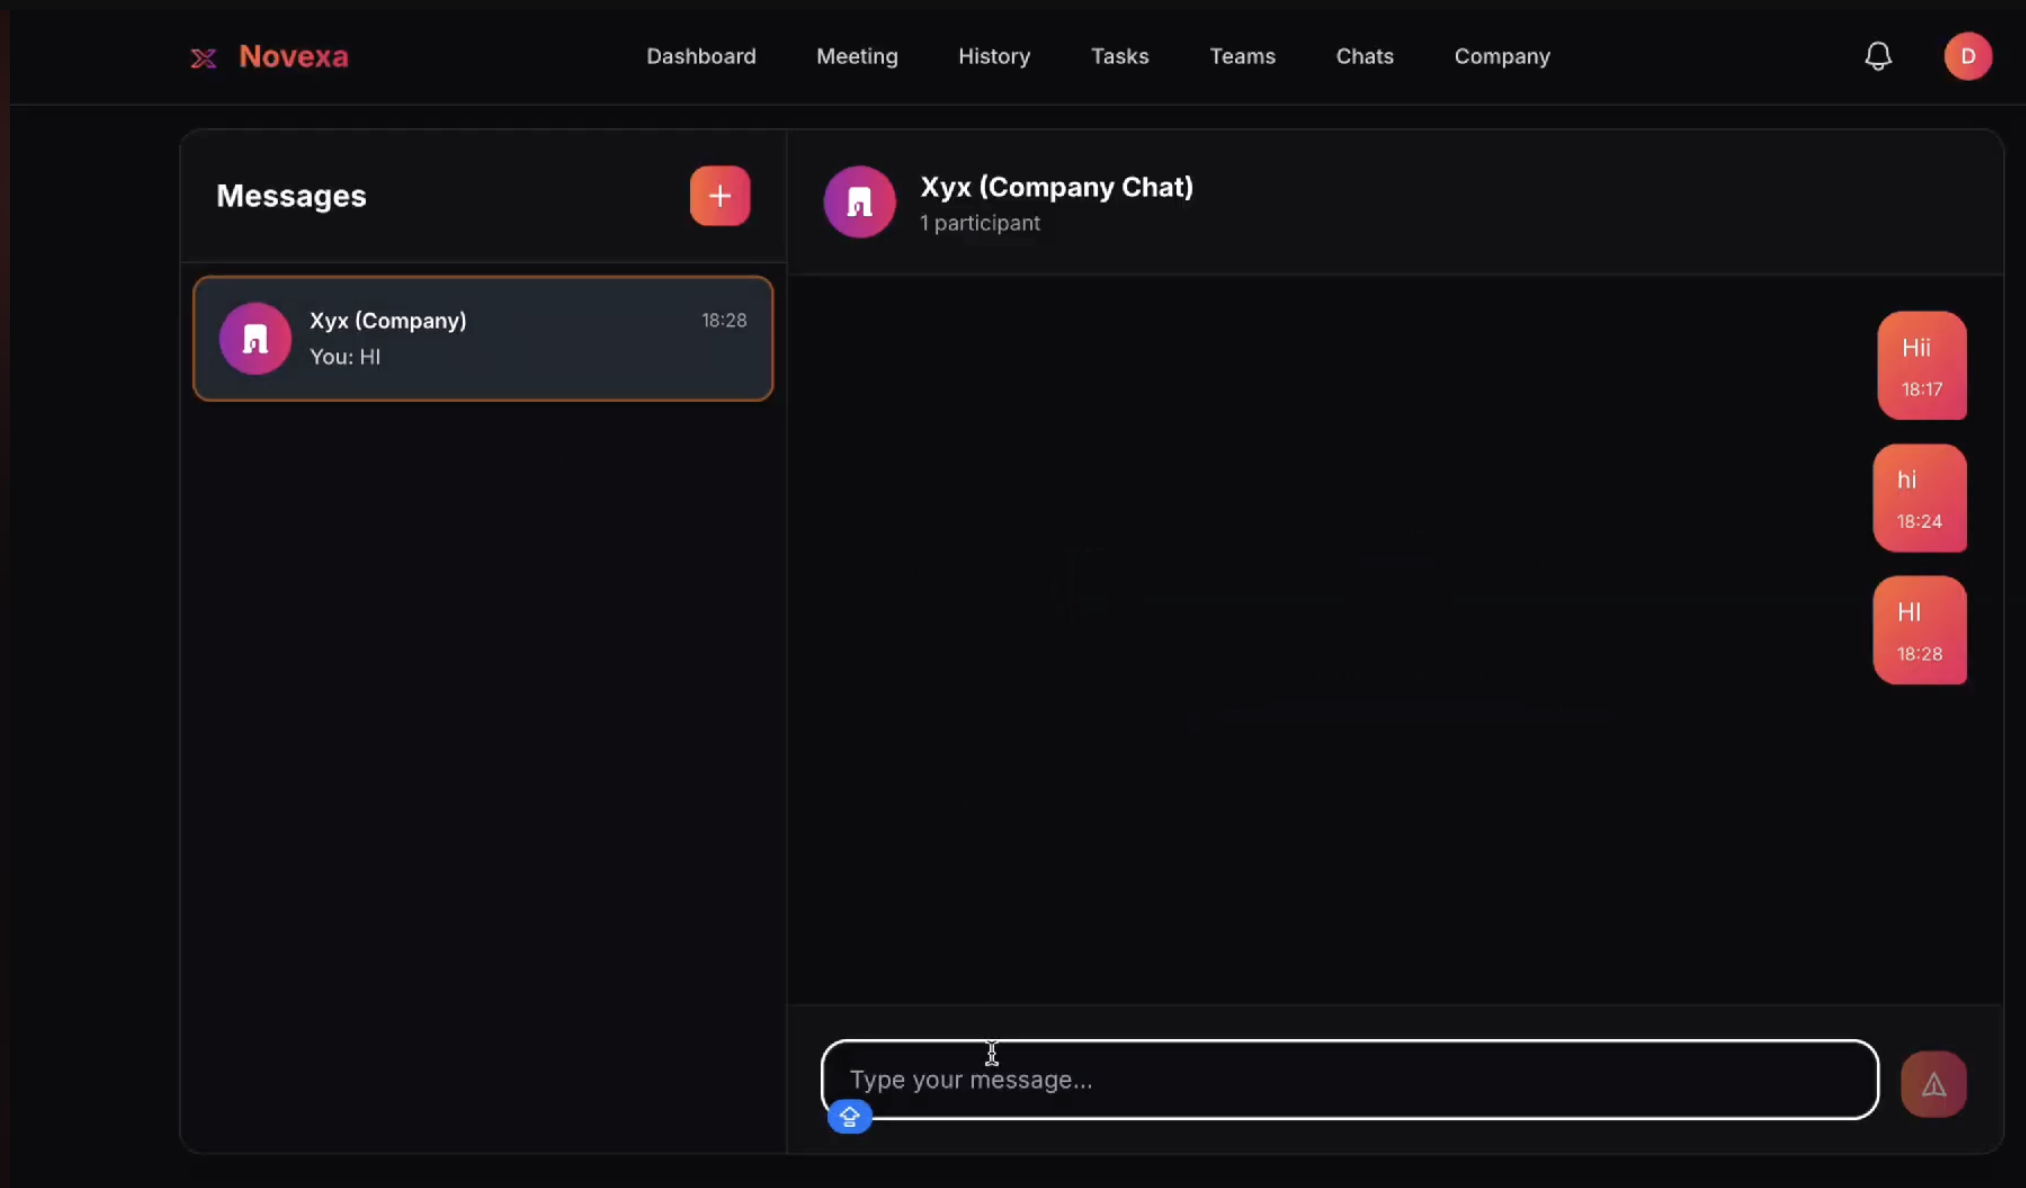 Novexa
Dashboard Meeting History Tasks Teams Chats Company
D
Messages
+
Xyx (Company)
18:28
You: HI
Xyx (Company Chat)
1 participant
Hii
18:17
hi
18:24
HI
18:28
Type your message...